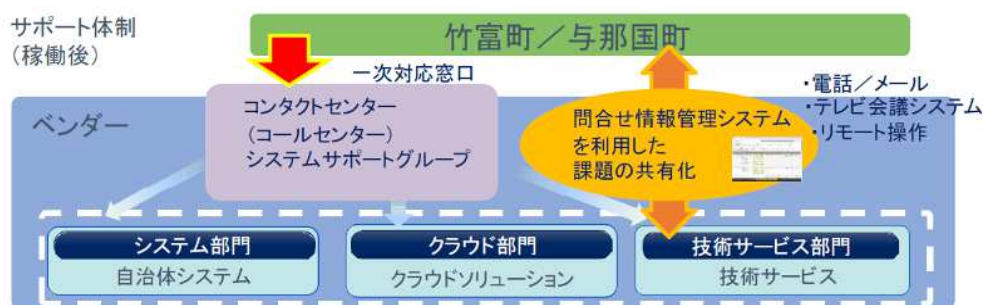 サポート体制
(稼働後)
竹富町／与那国町
一次対応窓口
・電話／メール
・テレビ会議システム
・リモート操作
ベンダー
コンタクトセンター
(コールセンター)
システムサポートグループ
問合せ情報管理システム
を利用した
課題の共有化
システム部門
自治体システム
クラウド部門
クラウドソリューション
技術サービス部門
技術サービス